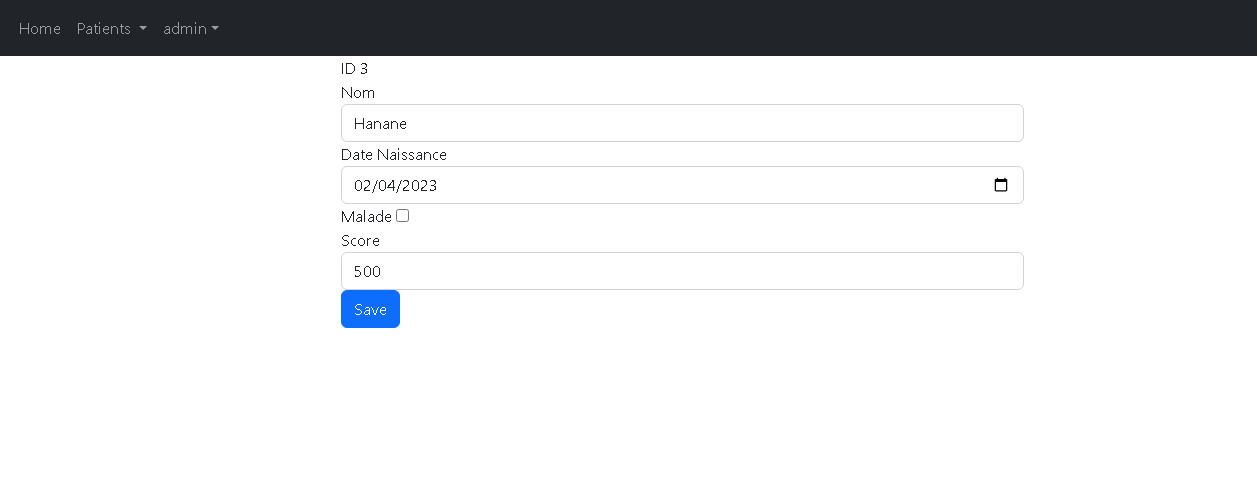 Home Patients admin
ID 3
Nom
Hanane
Date Naissance
02/04/2023
Malade
Score
500
Save